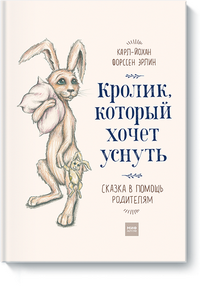 КАРЛ-ЙОХАН
ФОРССЕН ЭРЛИН
Кролик,
который
хочет
уснуть
СКАЗКА В ПОМОЩЬ
РОДИТЕЛЯМ